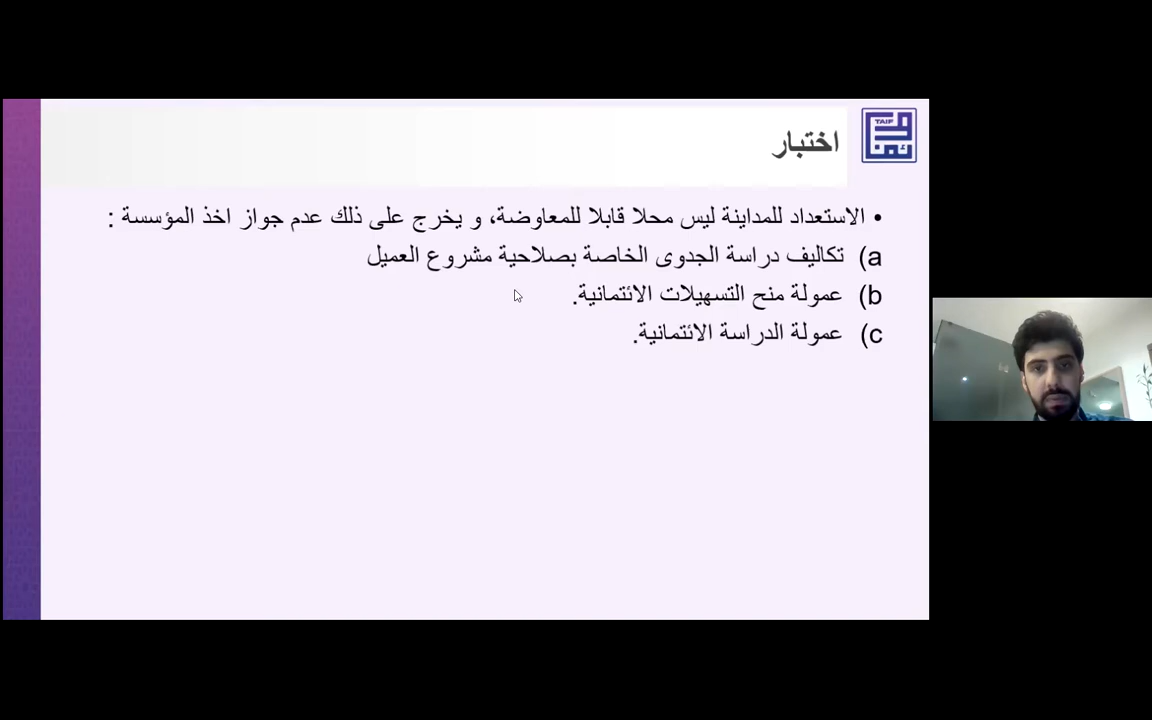 TAIF
اختبار
• الاستعداد للمداينة ليس محلا قابلا للمعاوضة، و يخرج على ذلك عدم جواز اخذ المؤسسة :
a) تكاليف دراسة الجدوى الخاصة بصلاحية مشروع العميل
b) عمولة منح التسهيلات الائتمانية.
c) عمولة الدراسة الائتمانية.